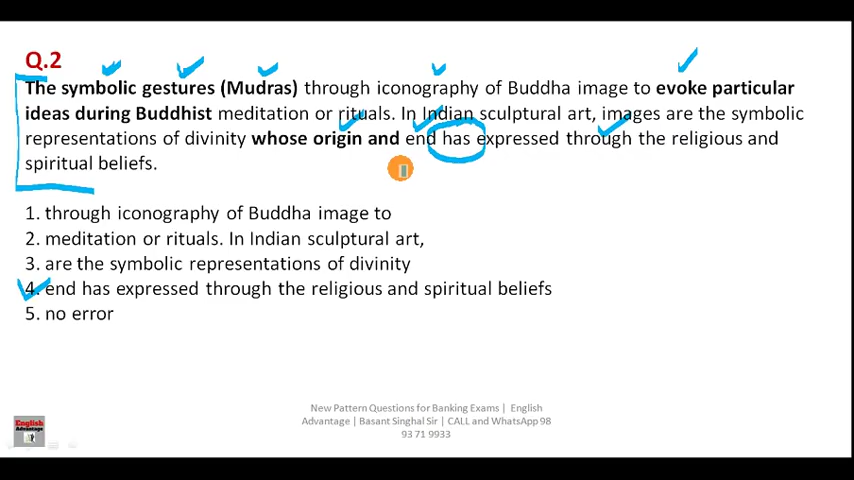 Q.2
The symbolic gestures (Mudras) through iconography of Buddha image to evoke particular
ideas during Buddhist meditation or rituals. In Indian sculptural art, images are the symbolic
representations of divinity whose origin and end has expressed through the religious and
spiritual beliefs.
1. through iconography of Buddha image to
2. meditation or rituals. In Indian sculptural art,
3. are the symbolic representations of divinity
4. end has expressed through the religious and spiritual beliefs
5. no error
New Pattern Questions for Banking Exams | English
Advantage | Basant Singhal Sir | CALL and WhatsApp 98
93 71 9933
English
Advantage